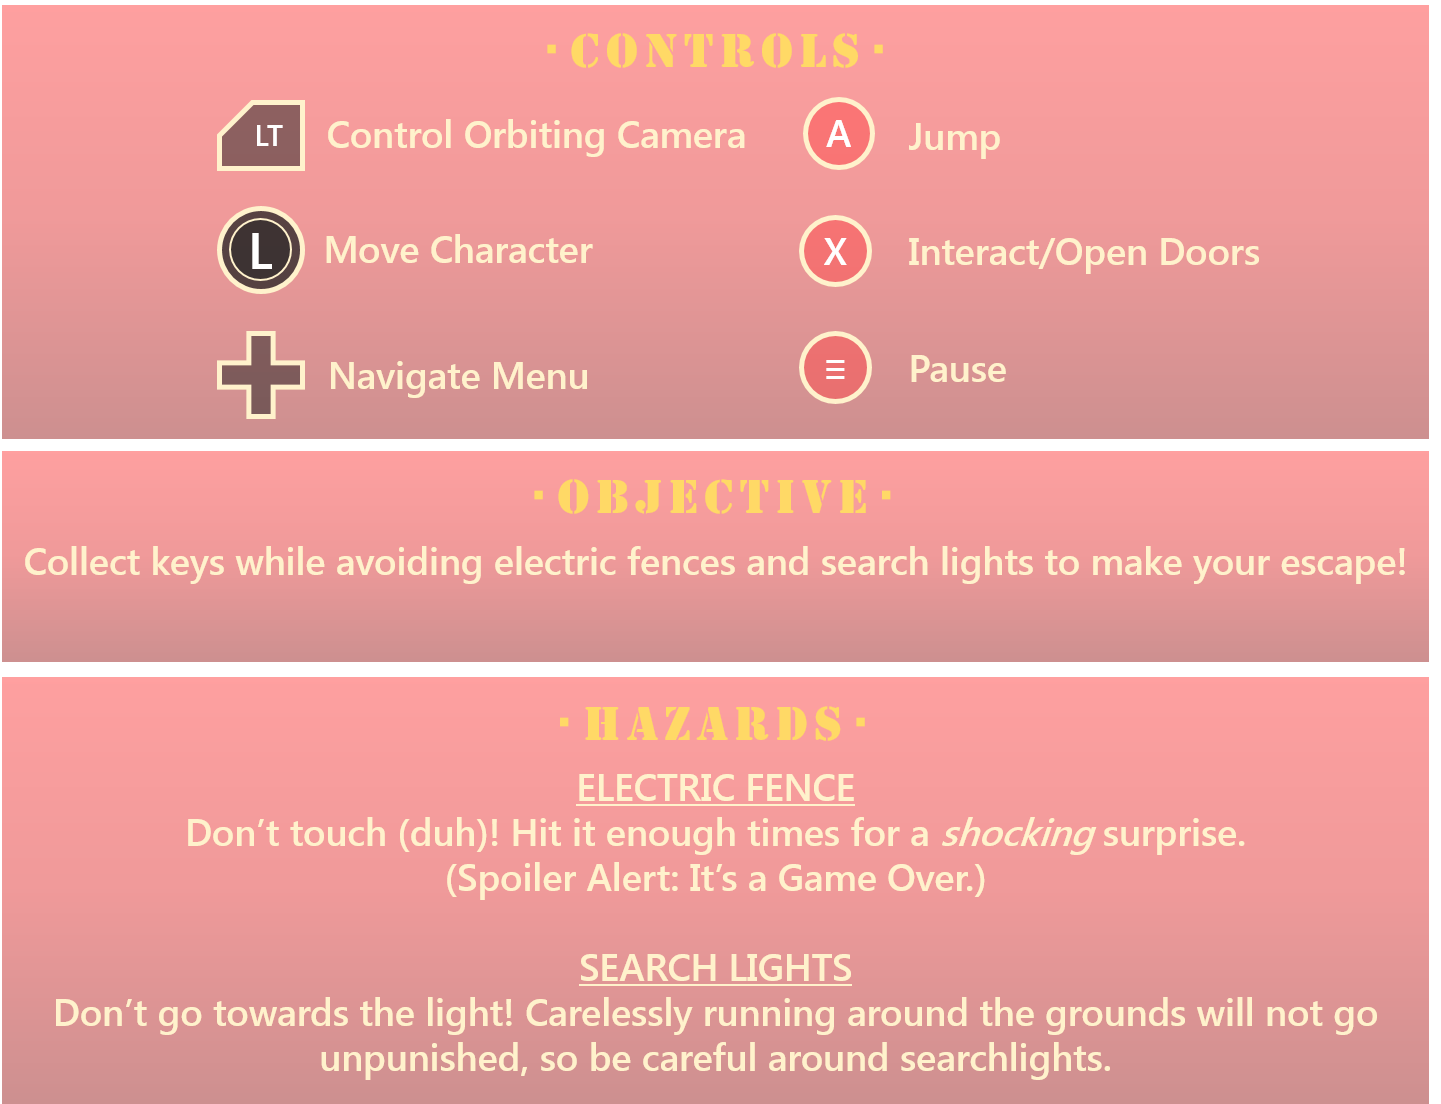 · CONTROLS ·
LT Control Orbiting Camera
A Jump
L Move Character
X Interact/Open Doors
Navigate Menu
Pause
· OBJECTIVE ·
Collect keys while avoiding electric fences and search lights to make your escape!
· HAZARDS ·
ELECTRIC FENCE
Don’t touch (duh)! Hit it enough times for a shocking surprise.
(Spoiler Alert: It’s a Game Over.)
SEARCH LIGHTS
Don’t go towards the light! Carelessly running around the grounds will not go
unpunished, so be careful around searchlights.